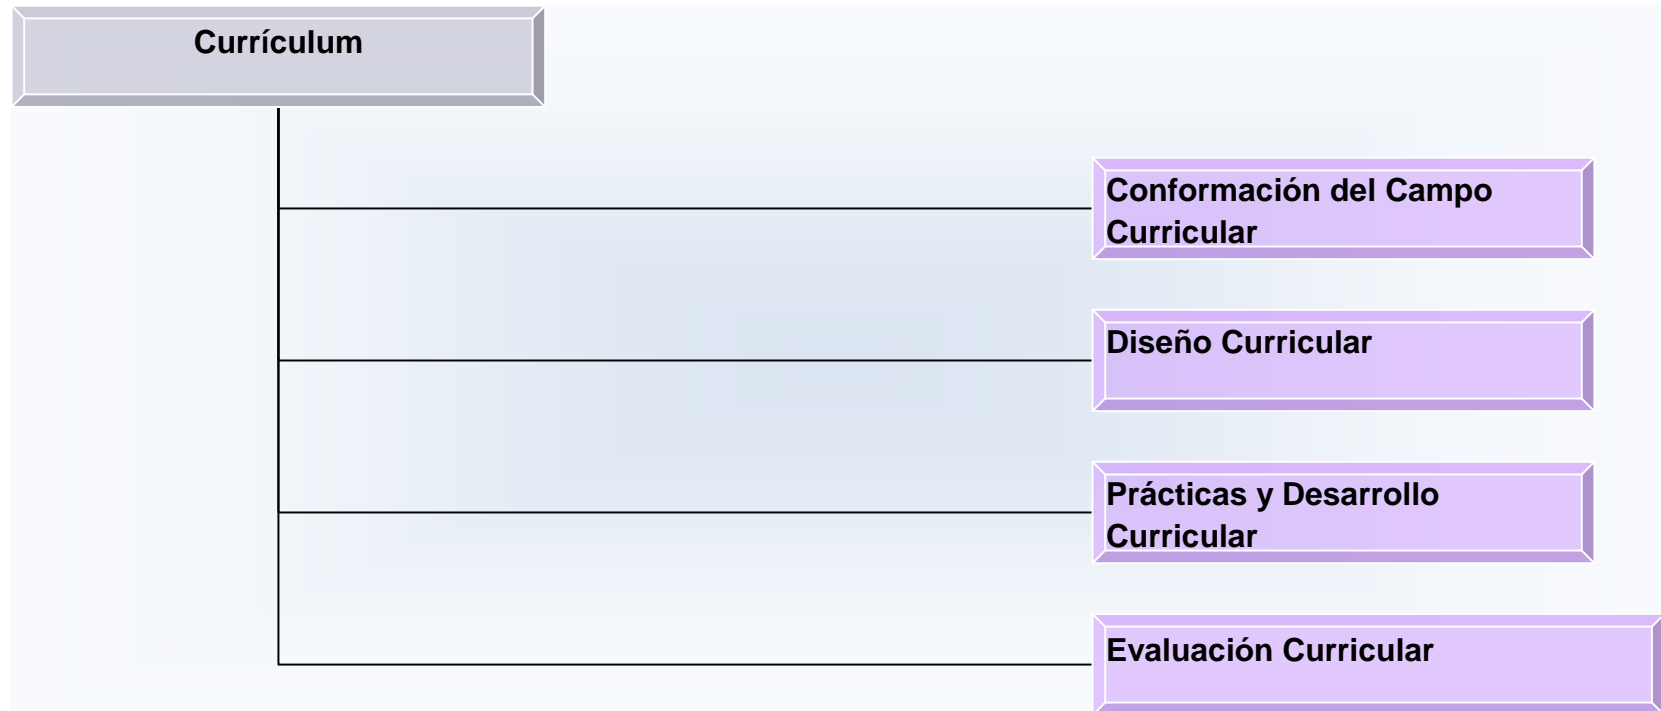 Currículum
Conformación del Campo
Curricular
Diseño Curricular
Prácticas y Desarrollo
Curricular
Evaluación Curricular